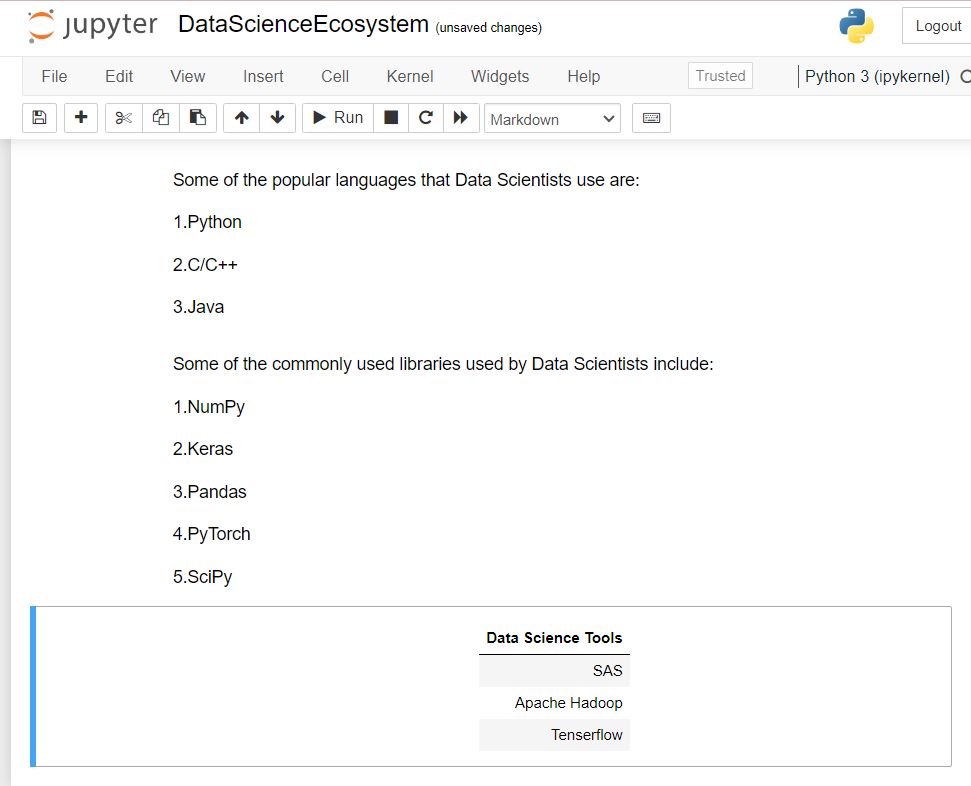 jupyter DataScienceEcosystem (unsaved changes) Logout
File Edit View Insert Cell Kernel Widgets Help Trusted Python 3 (ipykernel)
Run Markdown
Some of the popular languages that Data Scientists use are:
1.Python
2.C/C++
3.Java
Some of the commonly used libraries used by Data Scientists include:
1.NumPy
2.Keras
3.Pandas
4.PyTorch
5.SciPy
Data Science Tools
SAS
Apache Hadoop
Tenserflow